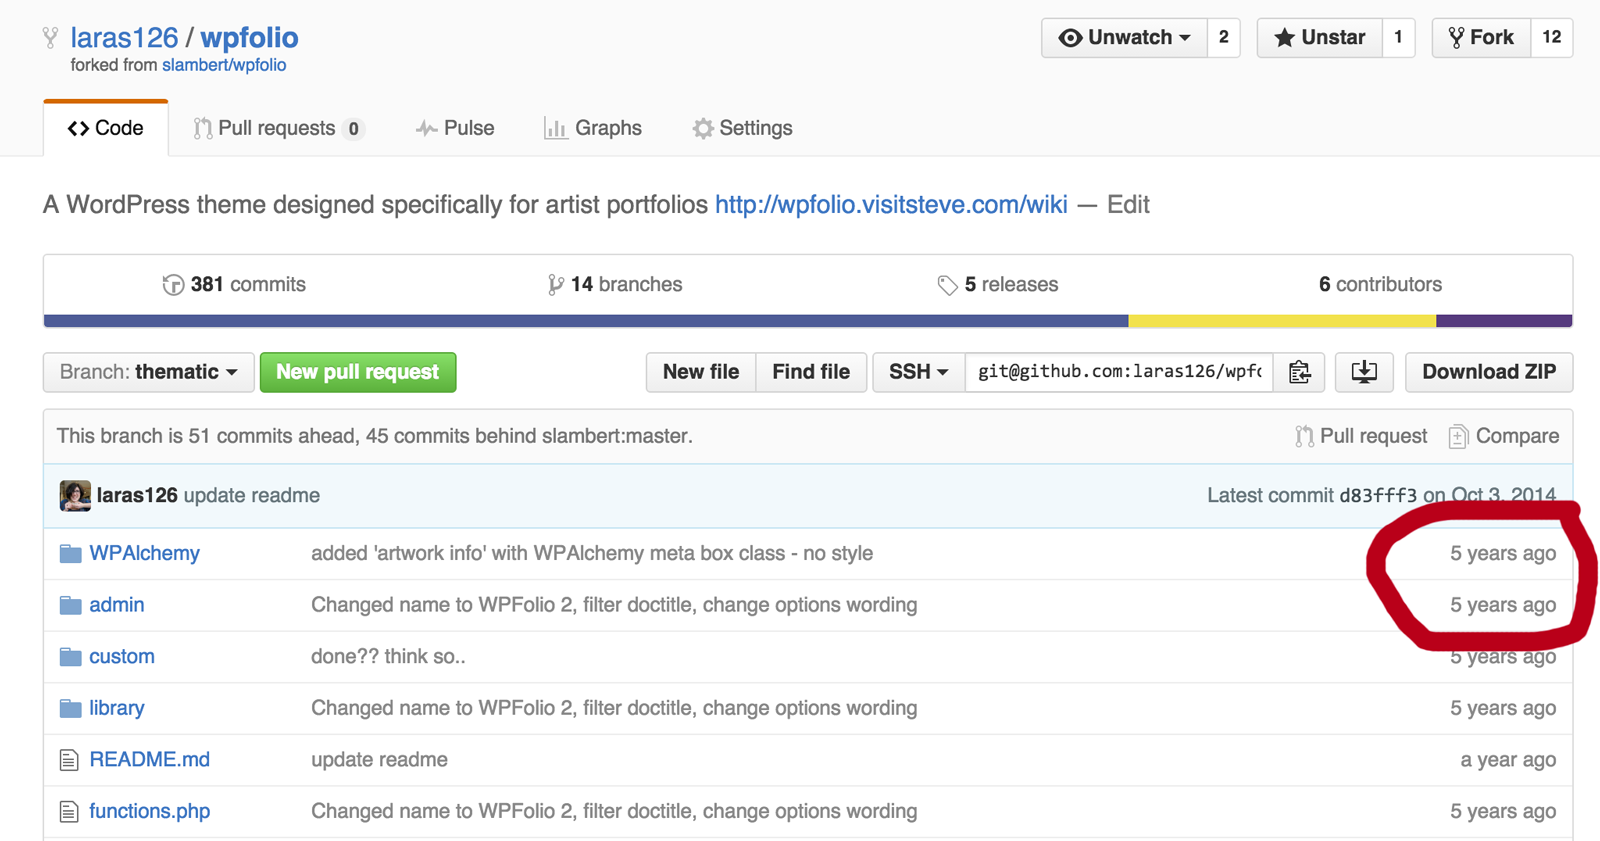 laras126 / wpfolio
forked from slambert/wpfolio
Unwatch 2 Unstar 1 Fork 12
Code Pull requests 0 Pulse Graphs Settings
A WordPress theme designed specifically for artist portfolios http://wpfolio.visitsteve.com/wiki — Edit
381 commits 14 branches 5 releases 6 contributors
Branch: thematic New pull request New file Find file SSH git@github.com:laras126/wpfo Download ZIP
This branch is 51 commits ahead, 45 commits behind slambert:master. Pull request Compare
laras126 update readme Latest commit d83fff3 on Oct 3, 2014
WPAlchemy added 'artwork info' with WPAlchemy meta box class - no style 5 years ago
admin Changed name to WPFolio 2, filter doctitle, change options wording 5 years ago
custom done?? think so.. 5 years ago
library Changed name to WPFolio 2, filter doctitle, change options wording 5 years ago
README.md update readme a year ago
functions.php Changed name to WPFolio 2, filter doctitle, change options wording 5 years ago